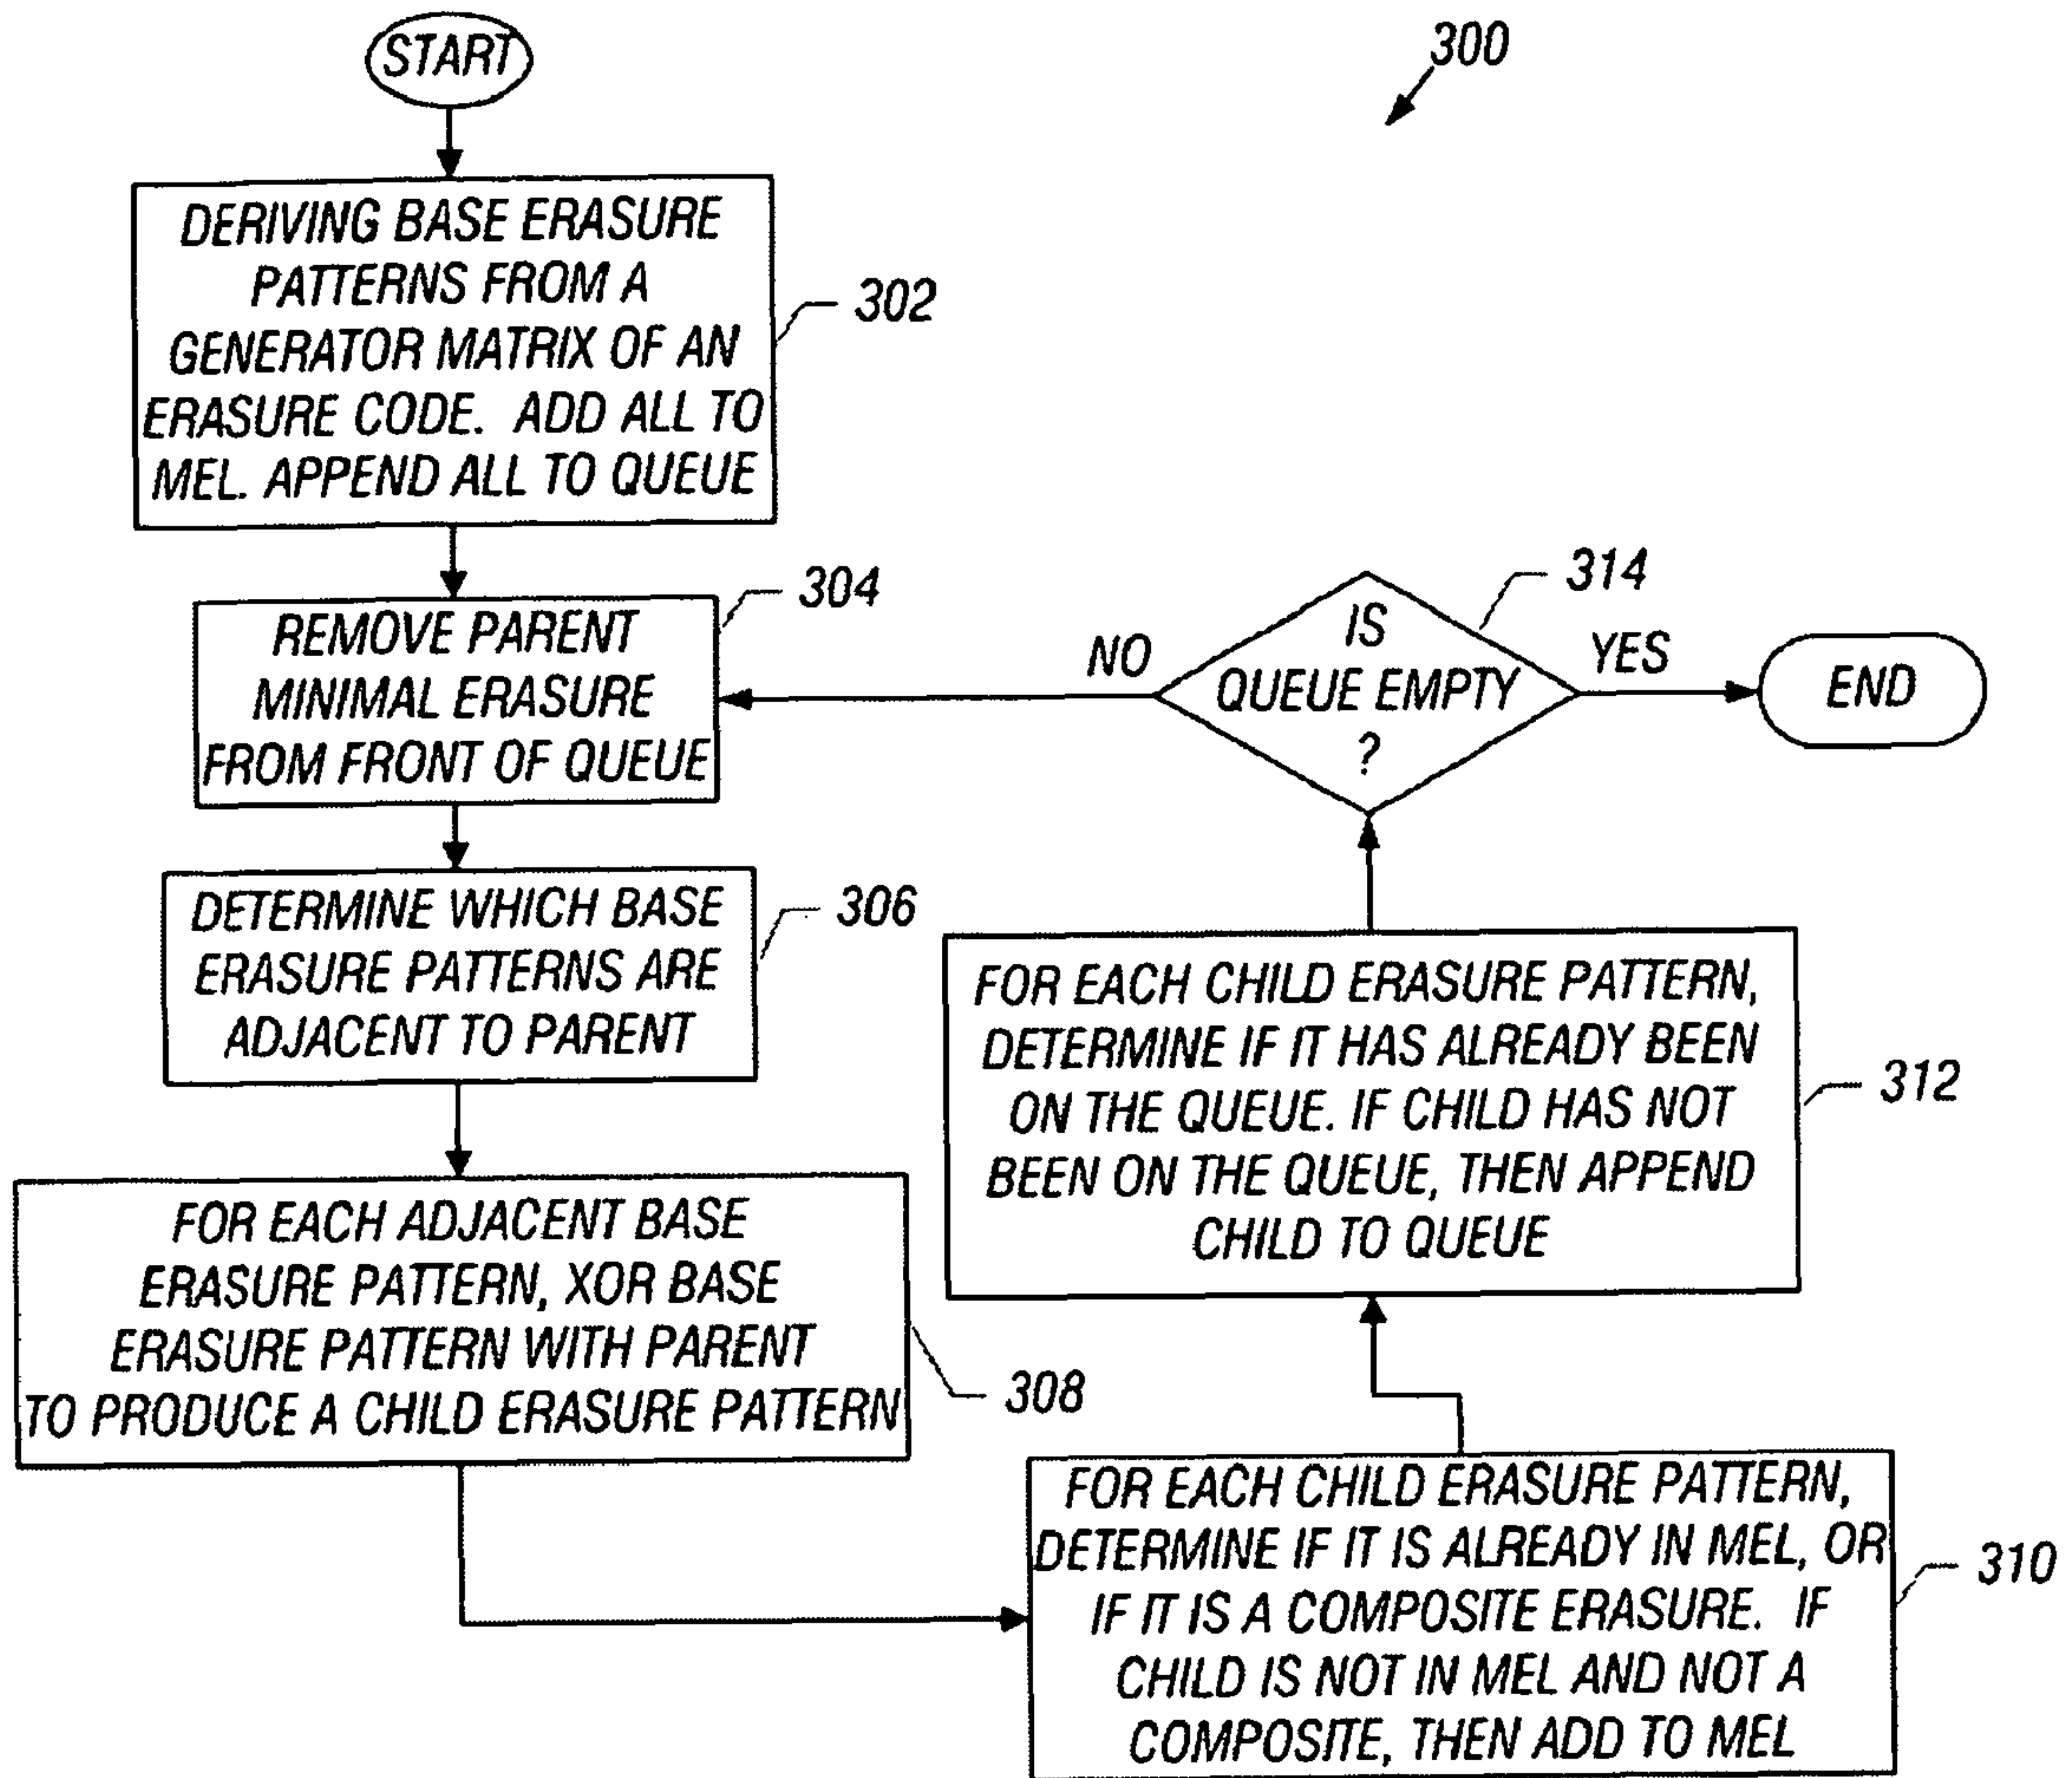 START
300
DERIVING BASE ERASURE
PATTERNS FROM A
GENERATOR MATRIX OF AN
ERASURE CODE. ADD ALL TO
MEL. APPEND ALL TO QUEUE
302
REMOVE PARENT
MINIMAL ERASURE
FROM FRONT OF QUEUE
304
DETERMINE WHICH BASE
ERASURE PATTERNS ARE
ADJACENT TO PARENT
306
FOR EACH ADJACENT BASE
ERASURE PATTERN, XOR BASE
ERASURE PATTERN WITH PARENT
TO PRODUCE A CHILD ERASURE PATTERN
308
FOR EACH CHILD ERASURE PATTERN,
DETERMINE IF IT IS ALREADY IN MEL, OR
IF IT IS A COMPOSITE ERASURE. IF
CHILD IS NOT IN MEL AND NOT A
COMPOSITE, THEN ADD TO MEL
310
FOR EACH CHILD ERASURE PATTERN,
DETERMINE IF IT HAS ALREADY BEEN
ON THE QUEUE. IF CHILD HAS NOT
BEEN ON THE QUEUE, THEN APPEND
CHILD TO QUEUE
312
IS
QUEUE EMPTY
?
314
NO
YES
END